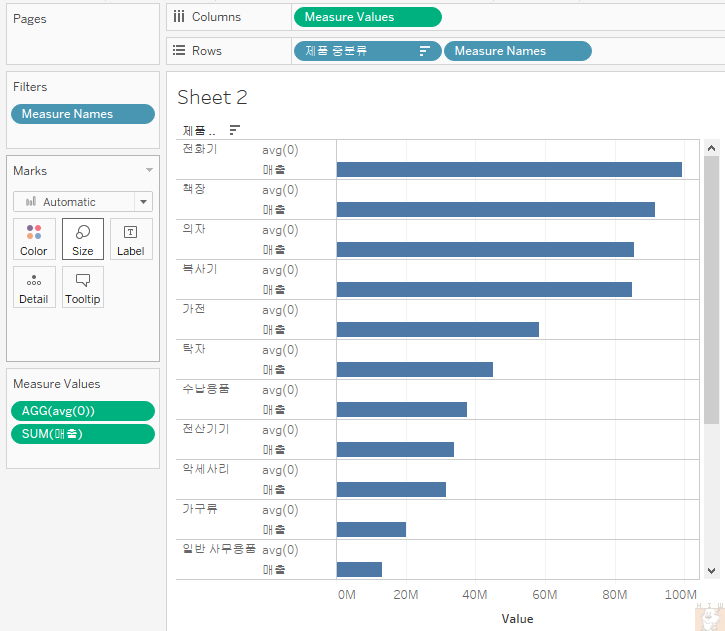 Pages
Columns
Measure Values
Rows
제품 중분류
Measure Names
Filters
Measure Names
Marks
Automatic
Color
Size
Label
Detail
Tooltip
Measure Values
AGG(avg(0))
SUM(매출)
Sheet 2
제품 ..
전화기 avg(0)
매출
책장 avg(0)
매출
의자 avg(0)
매출
복사기 avg(0)
매출
가전 avg(0)
매출
탁자 avg(0)
매출
수납용품 avg(0)
매출
전산기기 avg(0)
매출
악세사리 avg(0)
매출
가구류 avg(0)
매출
일반 사무용품 avg(0)
매출
0M 20M 40M 60M 80M 100M
Value